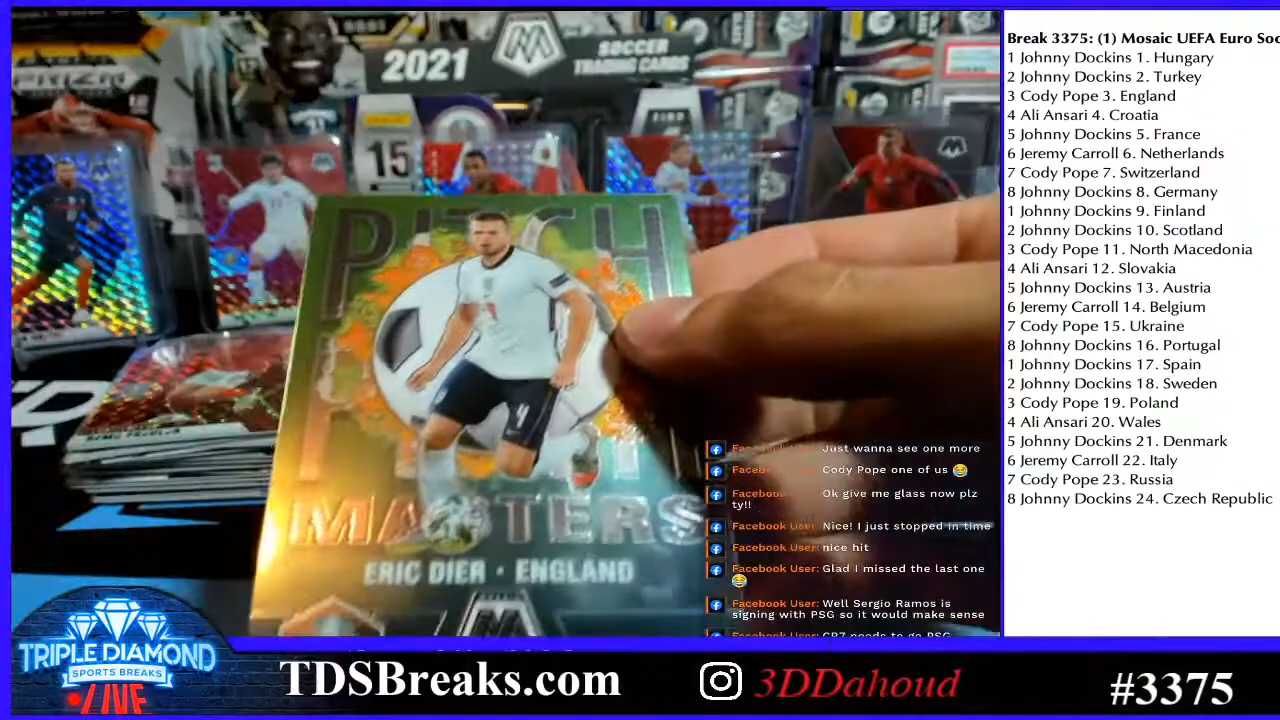 2021
SOCCER
TRADING CARDS
PRIZM
15
PITCH
MASTERS
ERIC DIER • ENGLAND
4
Just wanna see one more
Cody Pope one of us 😂
Facebook Ok give me glass now plz
ty!!
Facebook User: Nice! I just stopped in time
Facebook User: nice hit
Facebook User: Glad I missed the last one
😂
Facebook User: Well Sergio Ramos is
signing with PSG so it would make sense
Break 3375: (1) Mosaic UEFA Euro Soc
1 Johnny Dockins 1. Hungary
2 Johnny Dockins 2. Turkey
3 Cody Pope 3. England
4 Ali Ansari 4. Croatia
5 Johnny Dockins 5. France
6 Jeremy Carroll 6. Netherlands
7 Cody Pope 7. Switzerland
8 Johnny Dockins 8. Germany
1 Johnny Dockins 9. Finland
2 Johnny Dockins 10. Scotland
3 Cody Pope 11. North Macedonia
4 Ali Ansari 12. Slovakia
5 Johnny Dockins 13. Austria
6 Jeremy Carroll 14. Belgium
7 Cody Pope 15. Ukraine
8 Johnny Dockins 16. Portugal
1 Johnny Dockins 17. Spain
2 Johnny Dockins 18. Sweden
3 Cody Pope 19. Poland
4 Ali Ansari 20. Wales
5 Johnny Dockins 21. Denmark
6 Jeremy Carroll 22. Italy
7 Cody Pope 23. Russia
8 Johnny Dockins 24. Czech Republic
TRIPLE DIAMOND
SPORTS BREAKS
LIVE
TDSBreaks.com
3DDahoud
#3375